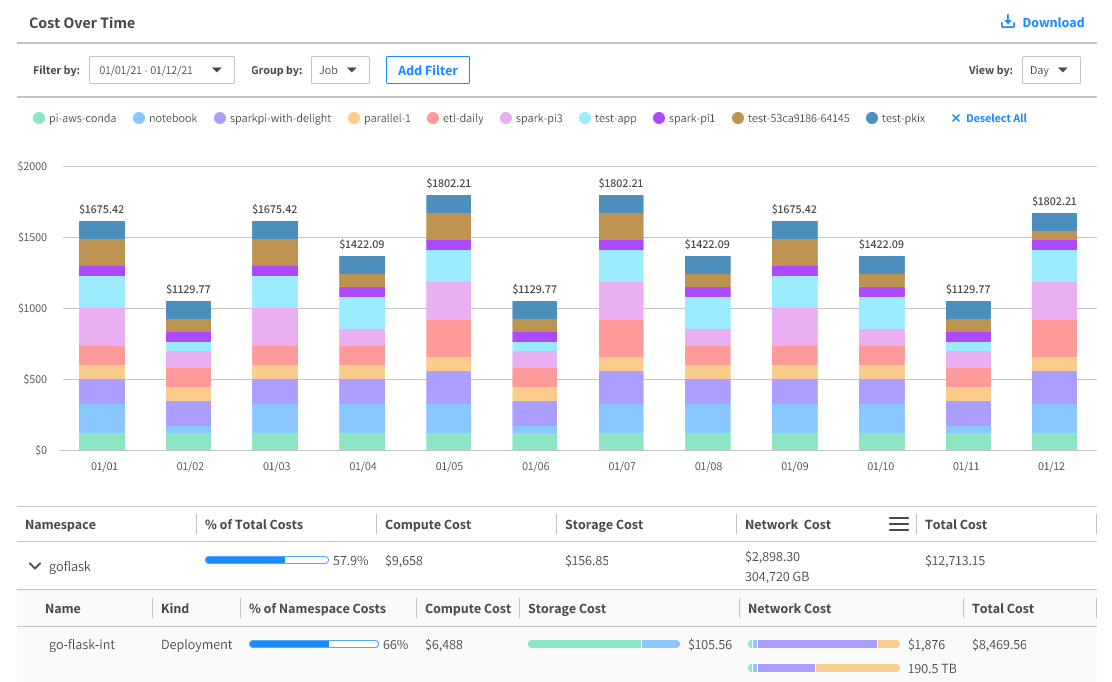 Cost Over Time
Download
Filter by: 01/01/21 - 01/12/21 Group by: Job Add Filter View by: Day
pi-aws-conda notebook sparkpi-with-delight parallel-1 etl-daily spark-pi3 test-app spark-pi1 test-53ca9186-64145 test-pkix × Deselect All
$2000
$1802.21 $1802.21
$1802.21
$1675.42 $1675.42 $1675.42
$1500
$1422.09 $1422.09 $1422.09
$1129.77 $1129.77 $1129.77
$1000
$500
$0
01/01 01/02 01/03 01/04 01/05 01/06 01/07 01/08 01/09 01/10 01/11 01/12
Namespace % of Total Costs Compute Cost Storage Cost Network Cost Total Cost
goflask 57.9% $9,658 $156.85 $2,898.30 $12,713.15
304,720 GB
Name Kind % of Namespace Costs Compute Cost Storage Cost Network Cost Total Cost
go-flask-int Deployment 66% $6,488 $105.56 $1,876 $8,469.56
190.5 TB